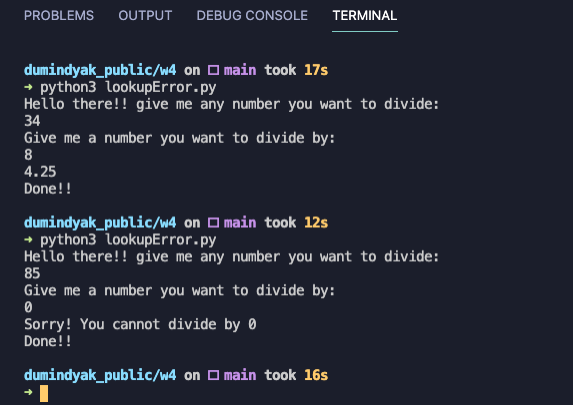 PROBLEMS OUTPUT DEBUG CONSOLE TERMINAL
dumindyak_public/w4 on main took 17s
→ python3 lookupError.py
Hello there!! give me any number you want to divide:
34
Give me a number you want to divide by:
8
4.25
Done!!
dumindyak_public/w4 on main took 12s
→ python3 lookupError.py
Hello there!! give me any number you want to divide:
85
Give me a number you want to divide by:
0
Sorry! You cannot divide by 0
Done!!
dumindyak_public/w4 on main took 16s
→